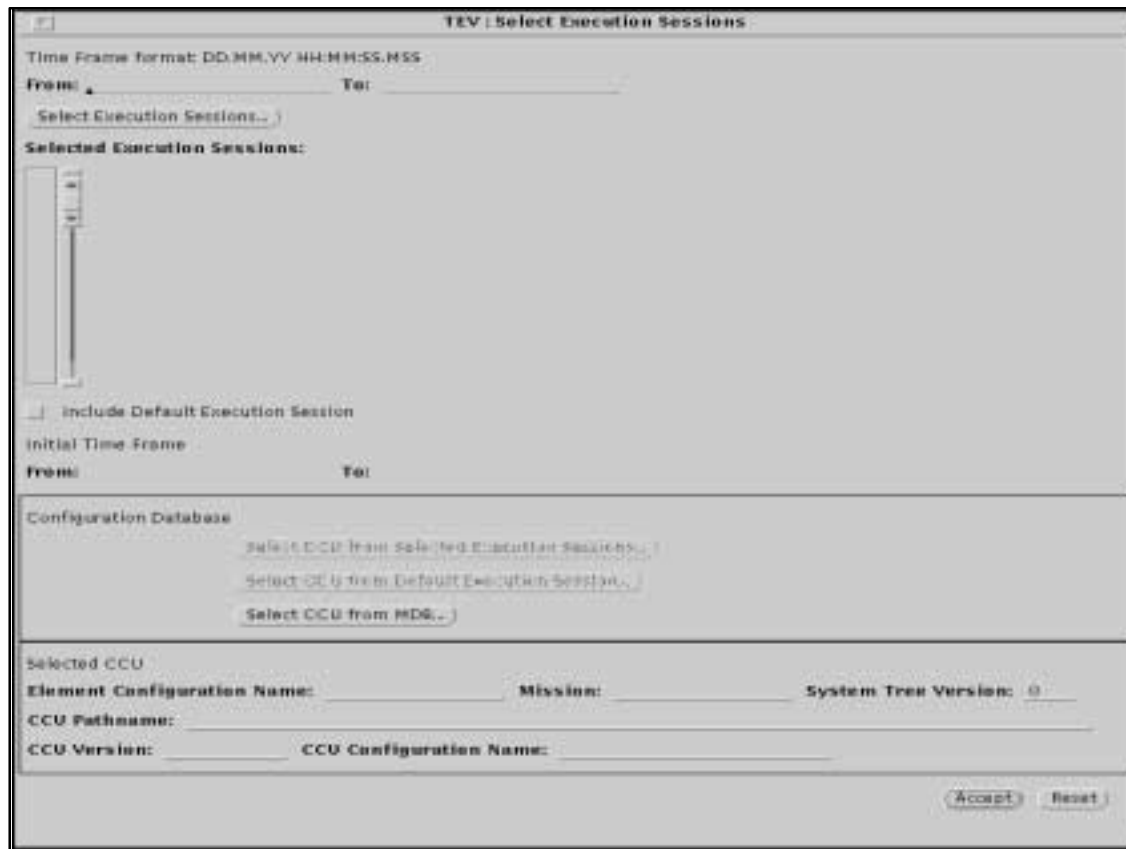 TEV : Select Execution Sessions
Time Frame format: DD.MM.YY HH:MM:SS.MSS
From: To:
Select Execution Sessions...
Selected Execution Sessions:
Include Default Execution Session
Initial Time Frame
From: To:
Configuration Database
Select CCU from Selected Execution Sessions...
Select CCU from Default Execution Session...
Select CCU from MDB...
Selected CCU
Element Configuration Name: Mission: System Tree Version: 0
CCU Pathname:
CCU Version: CCU Configuration Name:
Accept Reset